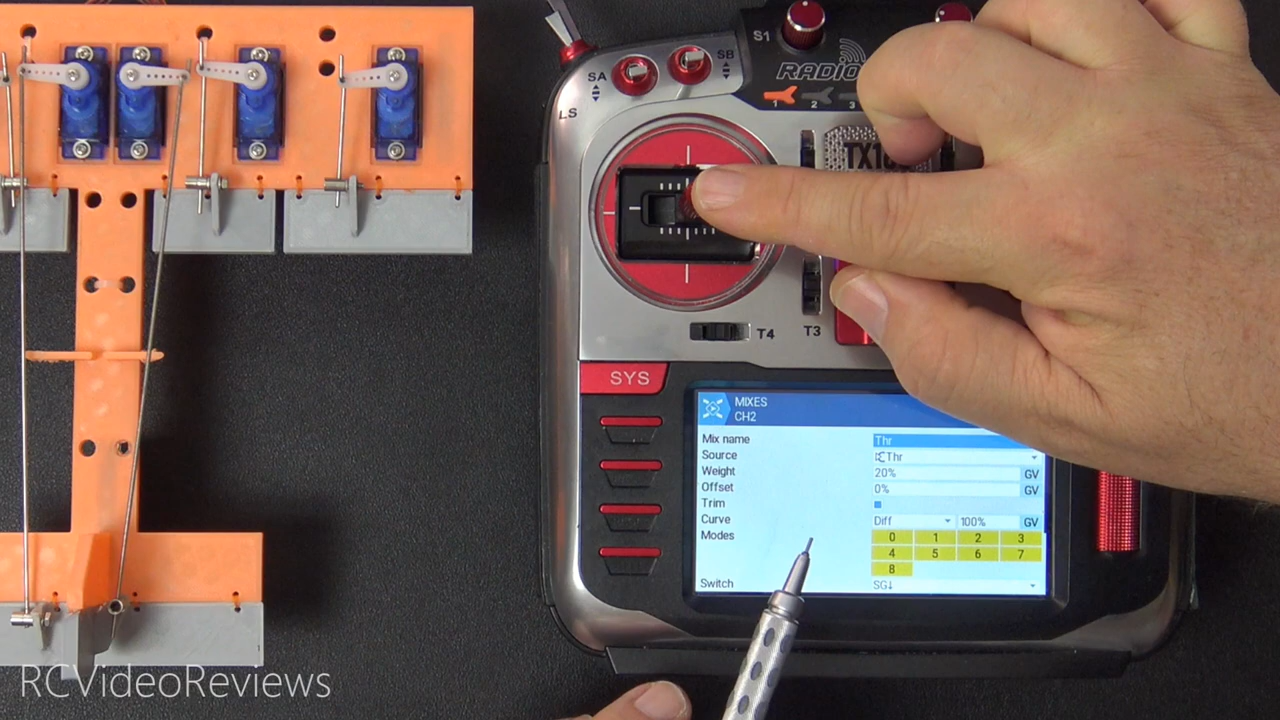 S1
SA
SB
LS
RADIO
1 2 3
TX16
T4
T3
SYS
MIXES
CH2
Mix name Thr
Source Thr
Weight 20% GV
Offset 0% GV
Trim
Curve Diff 100% GV
Modes 0 1 2 3
4 5 6 7
8
Switch SG↓
RCVideoReviews